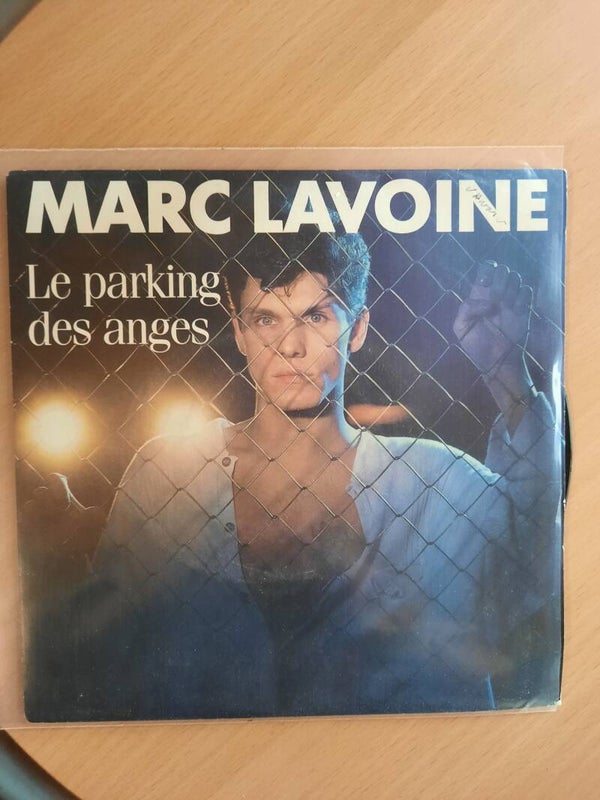 MARC LAVOINE
Le parking
des anges